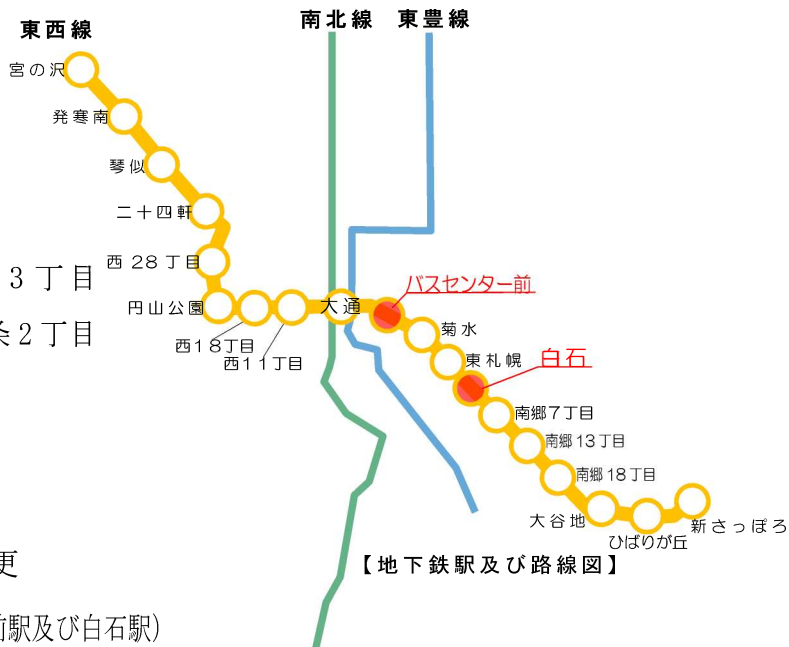 東西線
南北線
東豊線
宮の沢
発寒南
琴似
二十四軒
西28丁目
円山公園
西18丁目
西11丁目
大通
バスセンター前
菊水
東札幌
白石
南郷7丁目
南郷13丁目
南郷18丁目
大谷地
ひばりが丘
新さっぽろ
【地下鉄駅及び路線図】
3丁目
条2丁目
更
前駅及び白石駅)